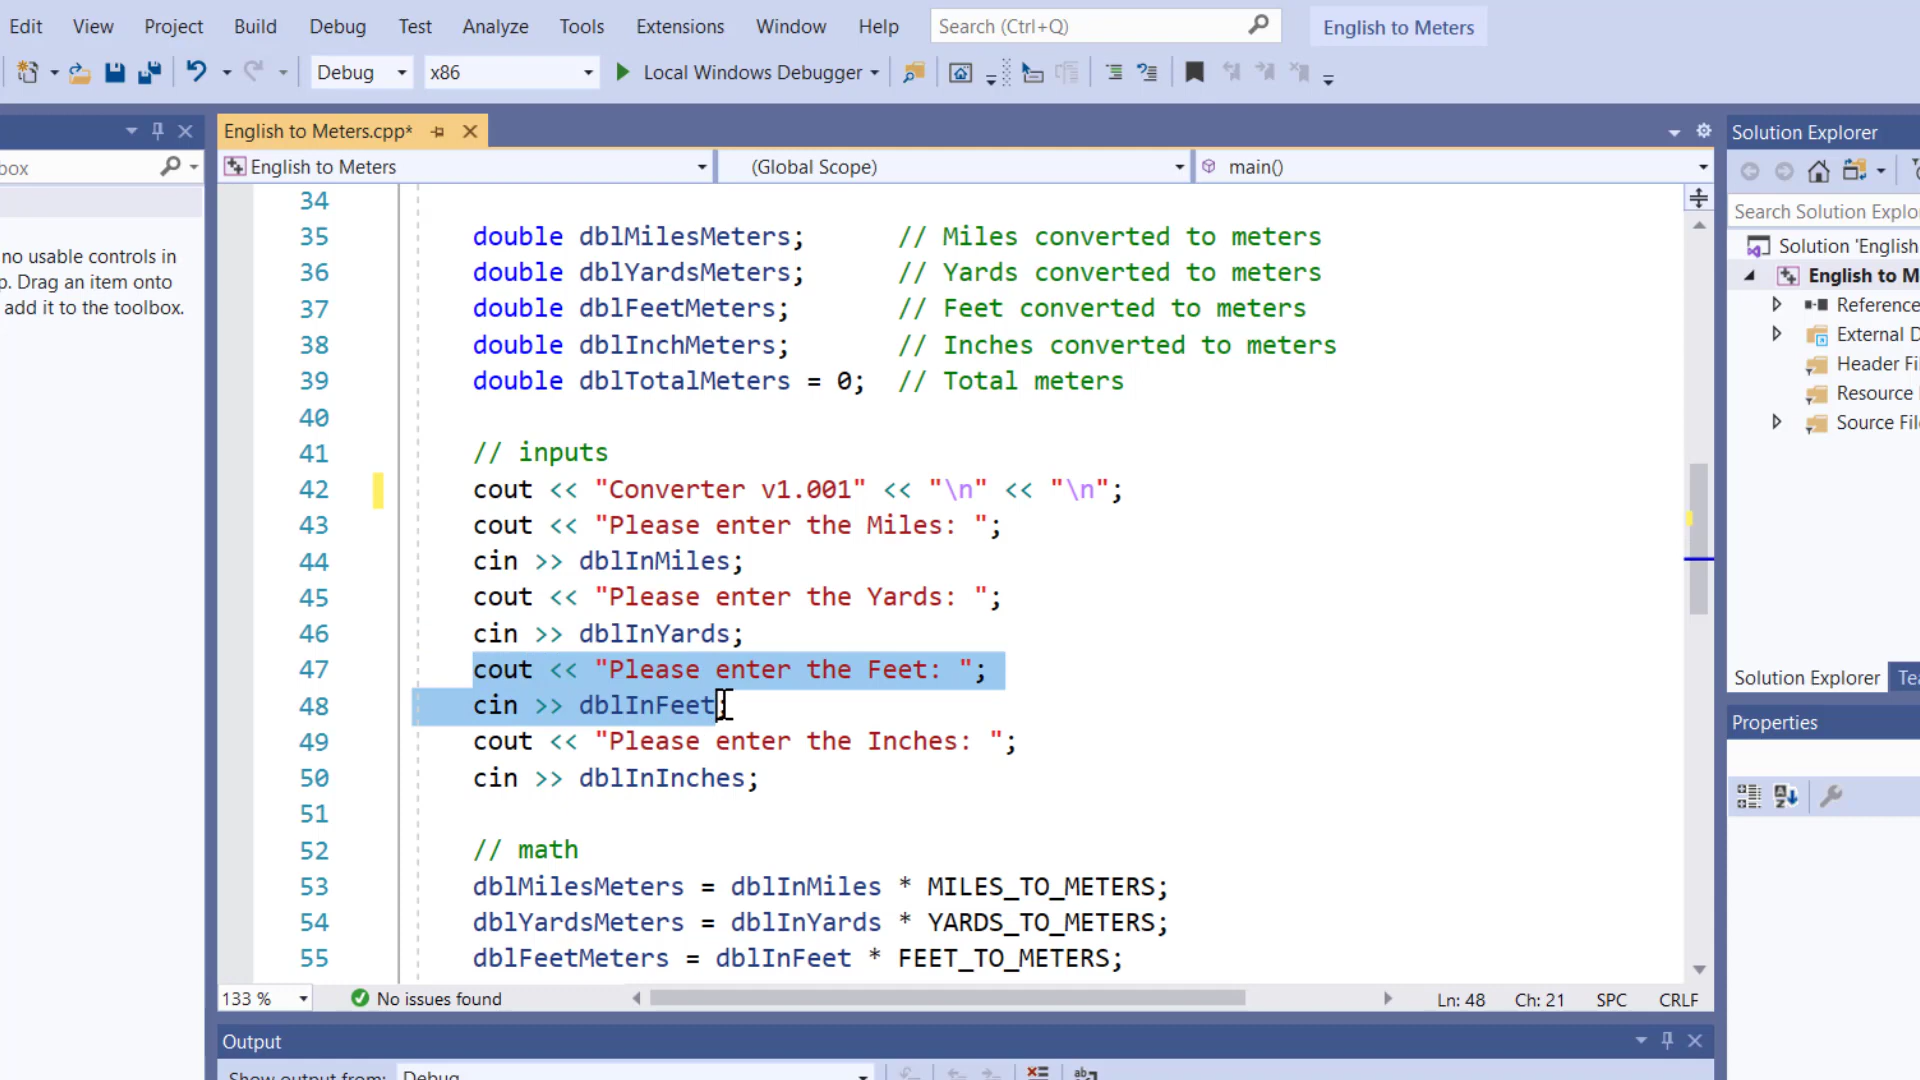 Edit View Project Build Debug Test Analyze Tools Extensions Window Help Search (Ctrl+Q) English to Meters
Debug x86 Local Windows Debugger
English to Meters.cpp*
box
English to Meters (Global Scope) main()
no usable controls in
p. Drag an item onto
add it to the toolbox.
34
35 double dblMilesMeters; // Miles converted to meters
36 double dblYardsMeters; // Yards converted to meters
37 double dblFeetMeters; // Feet converted to meters
38 double dblInchMeters; // Inches converted to meters
39 double dblTotalMeters = 0; // Total meters
40
41 // inputs
42 cout << "Converter v1.001" << "\n" << "\n";
43 cout << "Please enter the Miles: ";
44 cin >> dblInMiles;
45 cout << "Please enter the Yards: ";
46 cin >> dblInYards;
47 cout << "Please enter the Feet: ";
48 cin >> dblInFeet;
49 cout << "Please enter the Inches: ";
50 cin >> dblInInches;
51
52 // math
53 dblMilesMeters = dblInMiles * MILES_TO_METERS;
54 dblYardsMeters = dblInYards * YARDS_TO_METERS;
55 dblFeetMeters = dblInFeet * FEET_TO_METERS;
133 % No issues found Ln: 48 Ch: 21 SPC CRLF
Output
Show output from: Debug
Solution Explorer
Search Solution Explo
Solution 'English
English to M
Reference
External D
Header Fi
Resource
Source Fil
Solution Explorer Tea
Properties